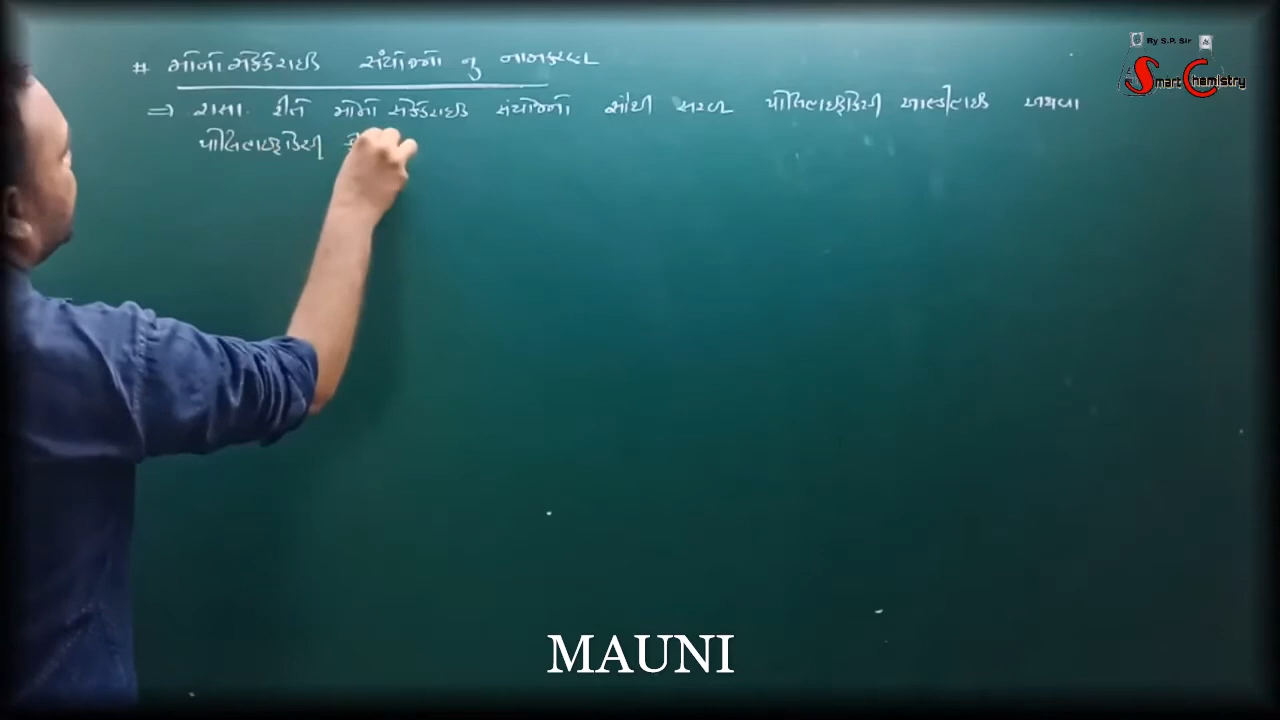 By S.P. Sir
Smart Chemistry
# મોનો સેકેરાઇડ સંયોજનો નુ નામકરણ
⇒ રાસા. રીતે મોનો સેકેરાઇડ સંયોજનો સૌથી સરળ પોલિહાઇડ્રોક્સી આલ્ડીહાઇડ અથવા
પોલિહાઇડ્રોક્સી
MAUNI